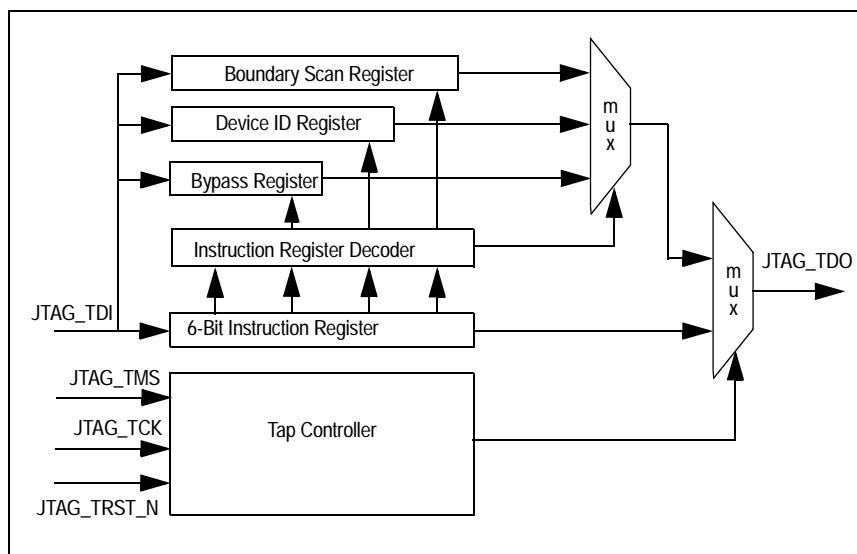 Boundary Scan Register
Device ID Register
Bypass Register
Instruction Register Decoder
6-Bit Instruction Register
Tap Controller
JTAG_TDI
JTAG_TMS
JTAG_TCK
JTAG_TRST_N
m
u
x
m
u
x
JTAG_TDO